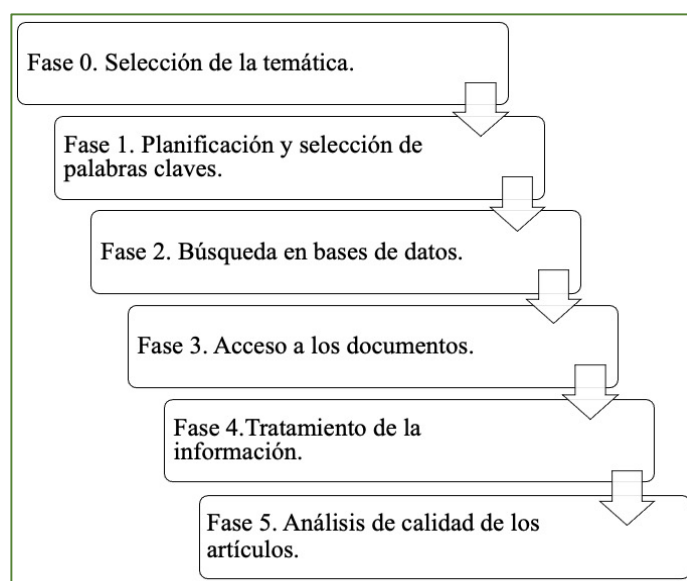 Fase 0. Selección de la temática.
Fase 1. Planificación y selección de
palabras claves.
Fase 2. Búsqueda en bases de datos.
Fase 3. Acceso a los documentos.
Fase 4.Tratamiento de la
información.
Fase 5. Análisis de calidad de los
artículos.